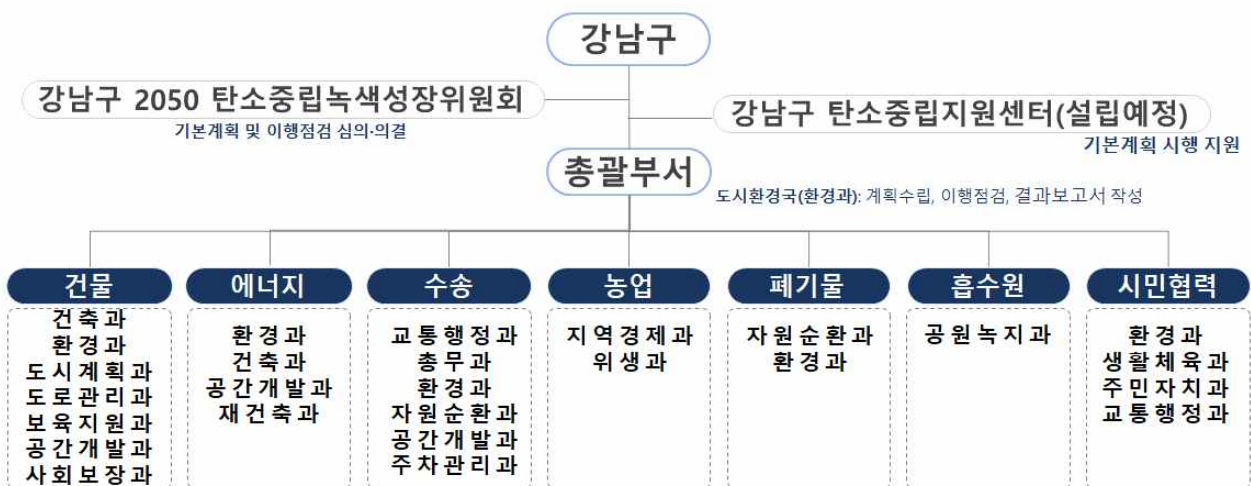 강남구
강남구 2050 탄소중립녹색성장위원회
기본계획 및 이행점검 심의·의결
강남구 탄소중립지원센터(설립예정)
기본계획 시행 지원
총괄부서
도시환경국(환경과): 계획수립, 이행점검, 결과보고서 작성
건물
건축과
환경과
도시계획과
도로관리과
보육지원과
공간개발과
사회보장과
에너지
환경과
건축과
공간개발과
재건축과
수송
교통행정과
총무과
환경과
자원순환과
공간개발과
주차관리과
농업
지역경제과
위생과
폐기물
자원순환과
환경과
흡수원
공원녹지과
시민협력
환경과
생활체육과
주민자치과
교통행정과